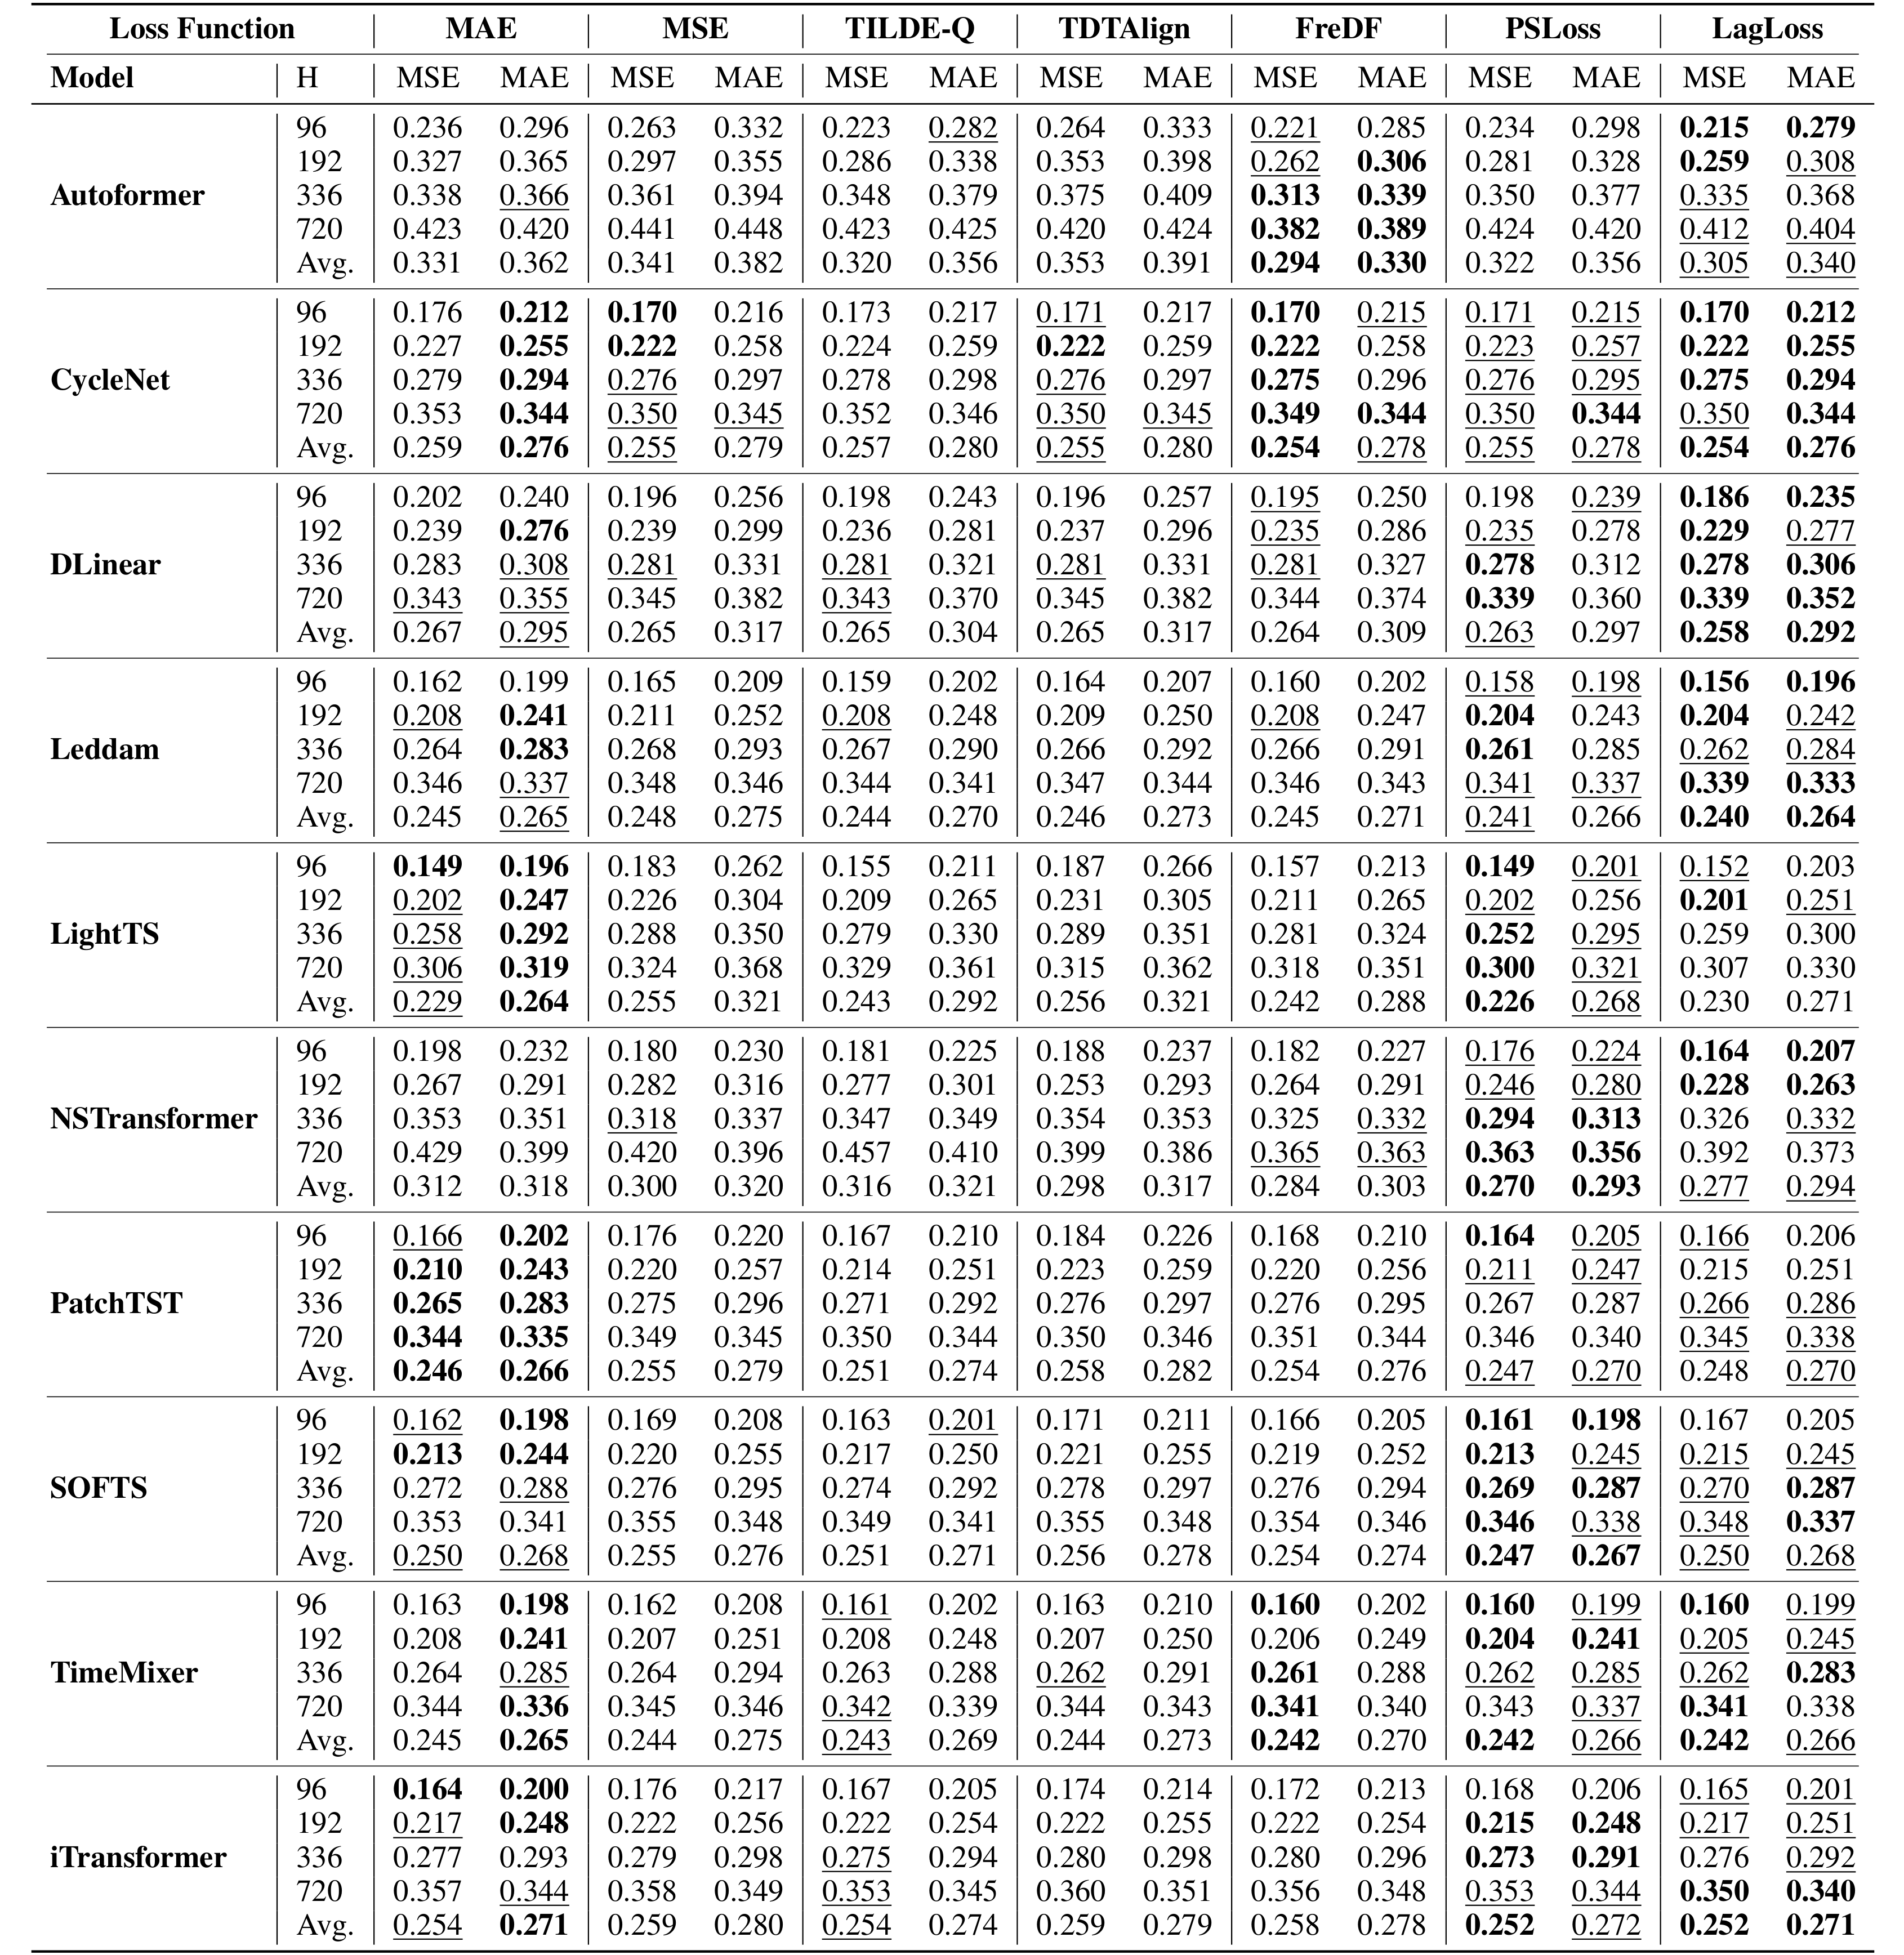 Loss Function MAE MSE TILDE-Q TDTAlign FreDF PSLoss LagLoss
Model H MSE MAE MSE MAE MSE MAE MSE MAE MSE MAE MSE MAE MSE MAE
96 0.236 0.296 0.263 0.332 0.223 0.282 0.264 0.333 0.221 0.285 0.234 0.298 0.215 0.279
192 0.327 0.365 0.297 0.355 0.286 0.338 0.353 0.398 0.262 0.306 0.281 0.328 0.259 0.308
Autoformer 336 0.338 0.366 0.361 0.394 0.348 0.379 0.375 0.409 0.313 0.339 0.350 0.377 0.335 0.368
720 0.423 0.420 0.441 0.448 0.423 0.425 0.420 0.424 0.382 0.389 0.424 0.420 0.412 0.404
Avg. 0.331 0.362 0.341 0.382 0.320 0.356 0.353 0.391 0.294 0.330 0.322 0.356 0.305 0.340
96 0.176 0.212 0.170 0.216 0.173 0.217 0.171 0.217 0.170 0.215 0.171 0.215 0.170 0.212
192 0.227 0.255 0.222 0.258 0.224 0.259 0.222 0.259 0.222 0.258 0.223 0.257 0.222 0.255
CycleNet 336 0.279 0.294 0.276 0.297 0.278 0.298 0.276 0.297 0.275 0.296 0.276 0.295 0.275 0.294
720 0.353 0.344 0.350 0.345 0.352 0.346 0.350 0.345 0.349 0.344 0.350 0.344 0.350 0.344
Avg. 0.259 0.276 0.255 0.279 0.257 0.280 0.255 0.280 0.254 0.278 0.255 0.278 0.254 0.276
96 0.202 0.240 0.196 0.256 0.198 0.243 0.196 0.257 0.195 0.250 0.198 0.239 0.186 0.235
192 0.239 0.276 0.239 0.299 0.236 0.281 0.237 0.296 0.235 0.286 0.235 0.278 0.229 0.277
DLinear 336 0.283 0.308 0.281 0.331 0.281 0.321 0.281 0.331 0.281 0.327 0.278 0.312 0.278 0.306
720 0.343 0.355 0.345 0.382 0.343 0.370 0.345 0.382 0.344 0.374 0.339 0.360 0.339 0.352
Avg. 0.267 0.295 0.265 0.317 0.265 0.304 0.265 0.317 0.264 0.309 0.263 0.297 0.258 0.292
96 0.162 0.199 0.165 0.209 0.159 0.202 0.164 0.207 0.160 0.202 0.158 0.198 0.156 0.196
192 0.208 0.241 0.211 0.252 0.208 0.248 0.209 0.250 0.208 0.247 0.204 0.243 0.204 0.242
Leddam 336 0.264 0.283 0.268 0.293 0.267 0.290 0.266 0.292 0.266 0.291 0.261 0.285 0.262 0.284
720 0.346 0.337 0.348 0.346 0.344 0.341 0.347 0.344 0.346 0.343 0.341 0.337 0.339 0.333
Avg. 0.245 0.265 0.248 0.275 0.244 0.270 0.246 0.273 0.245 0.271 0.241 0.266 0.240 0.264
96 0.149 0.196 0.183 0.262 0.155 0.211 0.187 0.266 0.157 0.213 0.149 0.201 0.152 0.203
192 0.202 0.247 0.226 0.304 0.209 0.265 0.231 0.305 0.211 0.265 0.202 0.256 0.201 0.251
LightTS 336 0.258 0.292 0.288 0.350 0.279 0.330 0.289 0.351 0.281 0.324 0.252 0.295 0.259 0.300
720 0.306 0.319 0.324 0.368 0.329 0.361 0.315 0.362 0.318 0.351 0.300 0.321 0.307 0.330
Avg. 0.229 0.264 0.255 0.321 0.243 0.292 0.256 0.321 0.242 0.288 0.226 0.268 0.230 0.271
96 0.198 0.232 0.180 0.230 0.181 0.225 0.188 0.237 0.182 0.227 0.176 0.224 0.164 0.207
192 0.267 0.291 0.282 0.316 0.277 0.301 0.253 0.293 0.264 0.291 0.246 0.280 0.228 0.263
NSTransformer 336 0.353 0.351 0.318 0.337 0.347 0.349 0.354 0.353 0.325 0.332 0.294 0.313 0.326 0.332
720 0.429 0.399 0.420 0.396 0.457 0.410 0.399 0.386 0.365 0.363 0.363 0.356 0.392 0.373
Avg. 0.312 0.318 0.300 0.320 0.316 0.321 0.298 0.317 0.284 0.303 0.270 0.293 0.277 0.294
96 0.166 0.202 0.176 0.220 0.167 0.210 0.184 0.226 0.168 0.210 0.164 0.205 0.166 0.206
192 0.210 0.243 0.220 0.257 0.214 0.251 0.223 0.259 0.220 0.256 0.211 0.247 0.215 0.251
PatchTST 336 0.265 0.283 0.275 0.296 0.271 0.292 0.276 0.297 0.276 0.295 0.267 0.287 0.266 0.286
720 0.344 0.335 0.349 0.345 0.350 0.344 0.350 0.346 0.351 0.344 0.346 0.340 0.345 0.338
Avg. 0.246 0.266 0.255 0.279 0.251 0.274 0.258 0.282 0.254 0.276 0.247 0.270 0.248 0.270
96 0.162 0.198 0.169 0.208 0.163 0.201 0.171 0.211 0.166 0.205 0.161 0.198 0.167 0.205
192 0.213 0.244 0.220 0.255 0.217 0.250 0.221 0.255 0.219 0.252 0.213 0.245 0.215 0.245
SOFTS 336 0.272 0.288 0.276 0.295 0.274 0.292 0.278 0.297 0.276 0.294 0.269 0.287 0.270 0.287
720 0.353 0.341 0.355 0.348 0.349 0.341 0.355 0.348 0.354 0.346 0.346 0.338 0.348 0.337
Avg. 0.250 0.268 0.255 0.276 0.251 0.271 0.256 0.278 0.254 0.274 0.247 0.267 0.250 0.268
96 0.163 0.198 0.162 0.208 0.161 0.202 0.163 0.210 0.160 0.202 0.160 0.199 0.160 0.199
192 0.208 0.241 0.207 0.251 0.208 0.248 0.207 0.250 0.206 0.249 0.204 0.241 0.205 0.245
TimeMixer 336 0.264 0.285 0.264 0.294 0.263 0.288 0.262 0.291 0.261 0.288 0.262 0.285 0.262 0.283
720 0.344 0.336 0.345 0.346 0.342 0.339 0.344 0.343 0.341 0.340 0.343 0.337 0.341 0.338
Avg. 0.245 0.265 0.244 0.275 0.243 0.269 0.244 0.273 0.242 0.270 0.242 0.266 0.242 0.266
96 0.164 0.200 0.176 0.217 0.167 0.205 0.174 0.214 0.172 0.213 0.168 0.206 0.165 0.201
192 0.217 0.248 0.222 0.256 0.222 0.254 0.222 0.255 0.222 0.254 0.215 0.248 0.217 0.251
iTransformer 336 0.277 0.293 0.279 0.298 0.275 0.294 0.280 0.298 0.280 0.296 0.273 0.291 0.276 0.292
720 0.357 0.344 0.358 0.349 0.353 0.345 0.360 0.351 0.356 0.348 0.353 0.344 0.350 0.340
Avg. 0.254 0.271 0.259 0.280 0.254 0.274 0.259 0.279 0.258 0.278 0.252 0.272 0.252 0.271